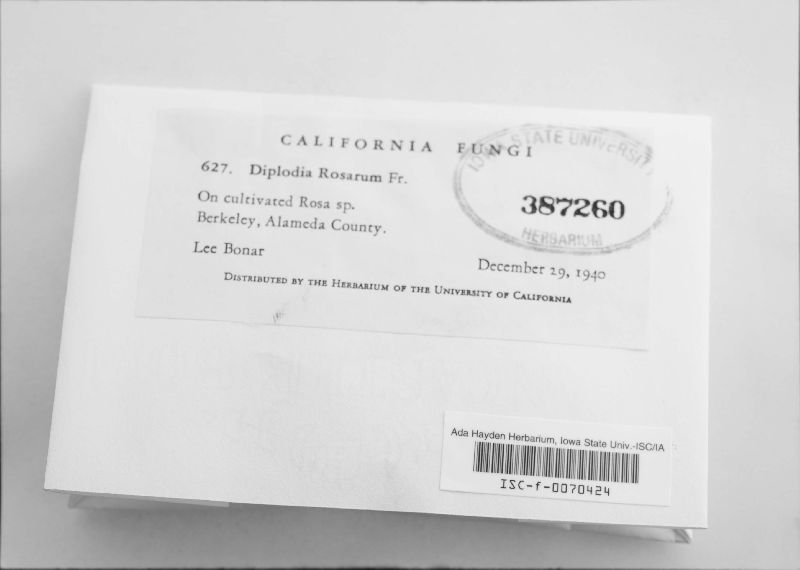 CALIFORNIA FUNGI
IOWA STATE UNIVERSITY
627. Diplodia Rosarum Fr.
On cultivated Rosa sp.
387260
Berkeley, Alameda County.
HERBARIUM
Lee Bonar
December 29, 1940
Distributed by the Herbarium of the University of California
Ada Hayden Herbarium, Iowa State Univ.-ISC/IA
ISC-f-0070424